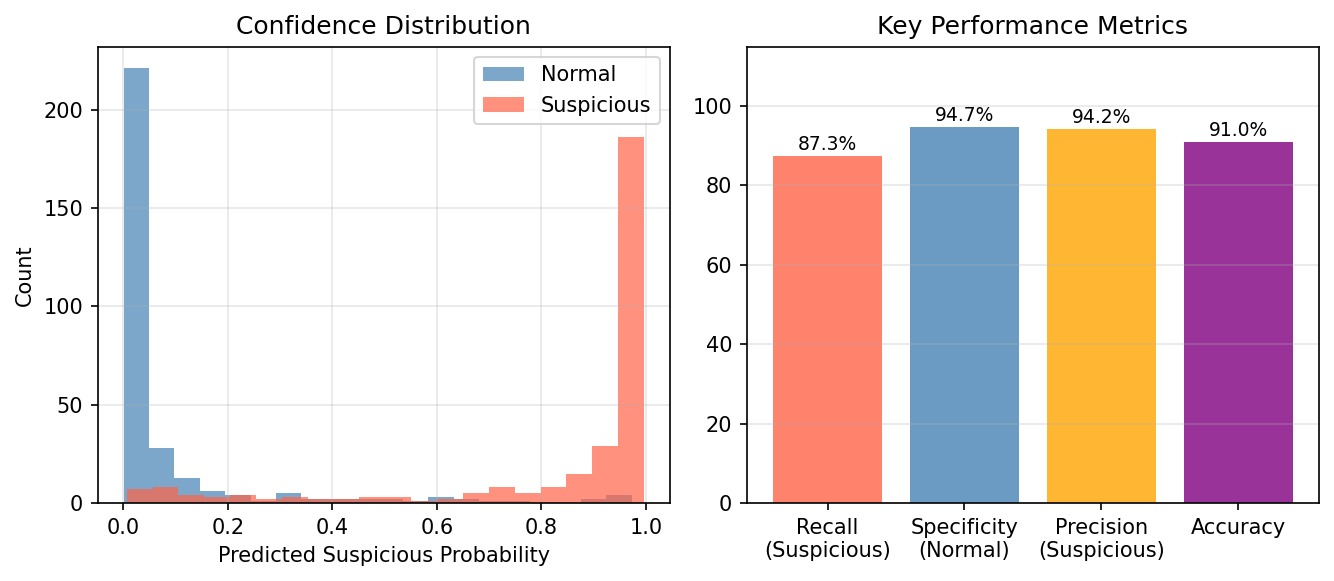 Confidence Distribution
Normal
Suspicious
Count
200
150
100
50
0
0.0 0.2 0.4 0.6 0.8 1.0
Predicted Suspicious Probability
Key Performance Metrics
100
80
60
40
20
0
87.3% 94.7% 94.2% 91.0%
Recall
(Suspicious)
Specificity
(Normal)
Precision
(Suspicious)
Accuracy